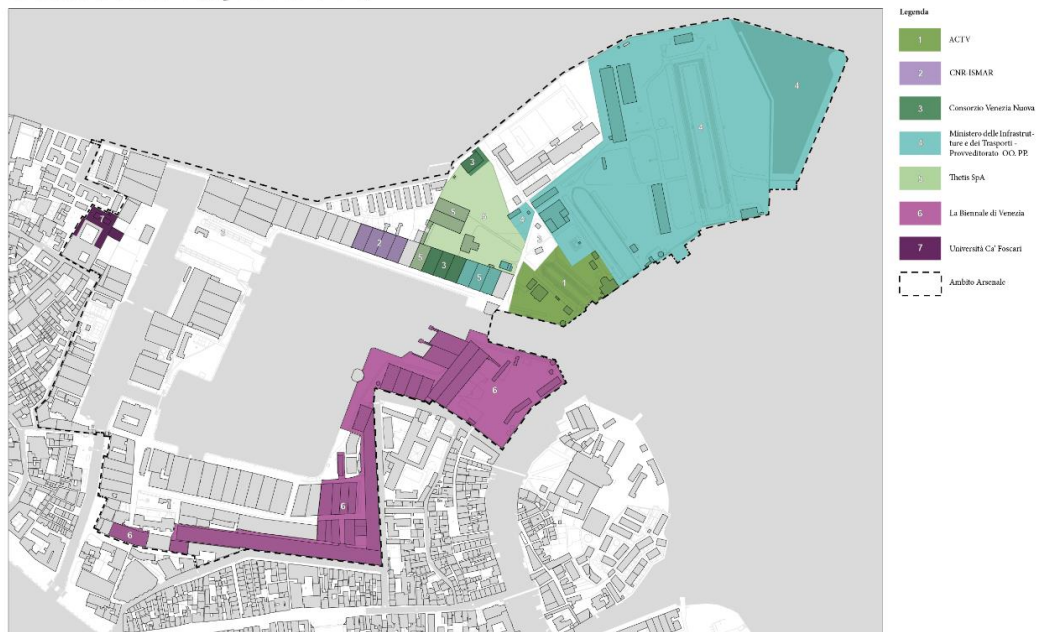 Legenda
1 ACTV
2 CNR-ISMAR
3 Consorzio Venezia Nuova
4 Ministero delle Infrastrut-
ture e dei Trasporti -
Provveditorato OO. PP.
5 Thetis SpA
6 La Biennale di Venezia
7 Università Ca' Foscari
Ambito Arsenale
4
4
3
5
5
4
7
2
5
3
5
1
6
6
6